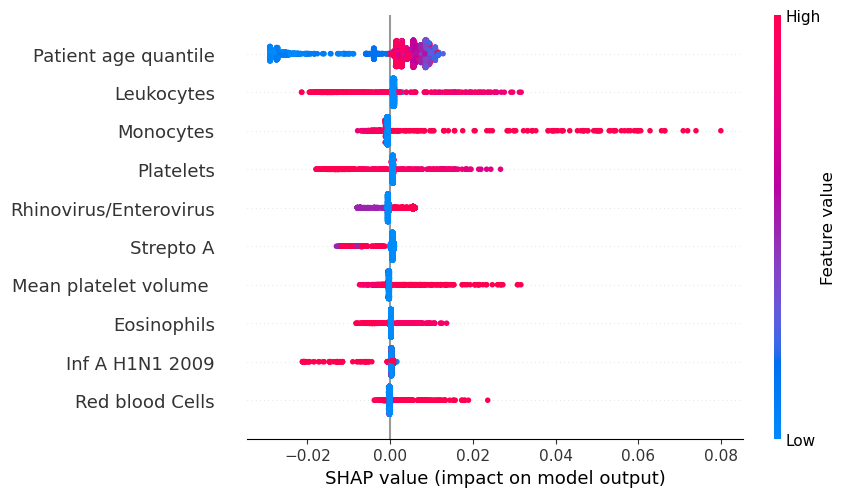 High
Patient age quantile
Leukocytes
Monocytes
Platelets
Rhinovirus/Enterovirus
Strepto A
Mean platelet volume
Eosinophils
Inf A H1N1 2009
Red blood Cells
Feature value
Low
−0.02 0.00 0.02 0.04 0.06 0.08
SHAP value (impact on model output)